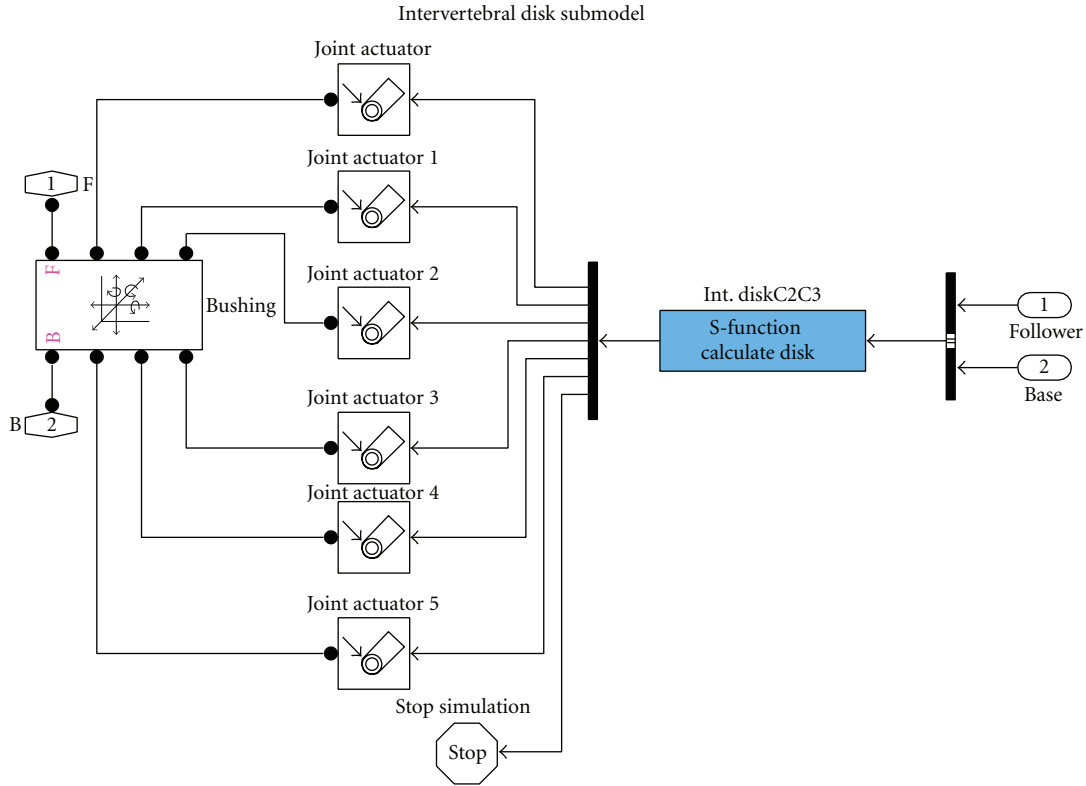 Intervertebral disk submodel
Joint actuator
Joint actuator 1
1
F
F
Joint actuator 2
Bushing
B
B
2
Int. diskC2C3
S-function
calculate disk
1
Follower
2
Base
Joint actuator 3
Joint actuator 4
Joint actuator 5
Stop simulation
Stop